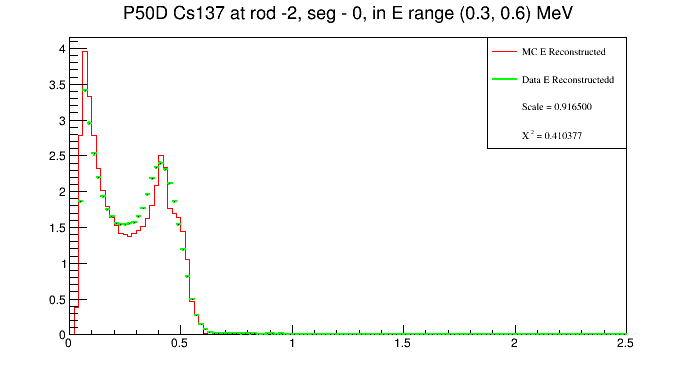 P50D Cs137 at rod -2, seg - 0, in E range (0.3, 0.6) MeV
MC E Reconstructed
Data E Reconstructedd
Scale = 0.916500
X² = 0.410377
4
3.5
3
2.5
2
1.5
1
0.5
0
0 0.5 1 1.5 2 2.5